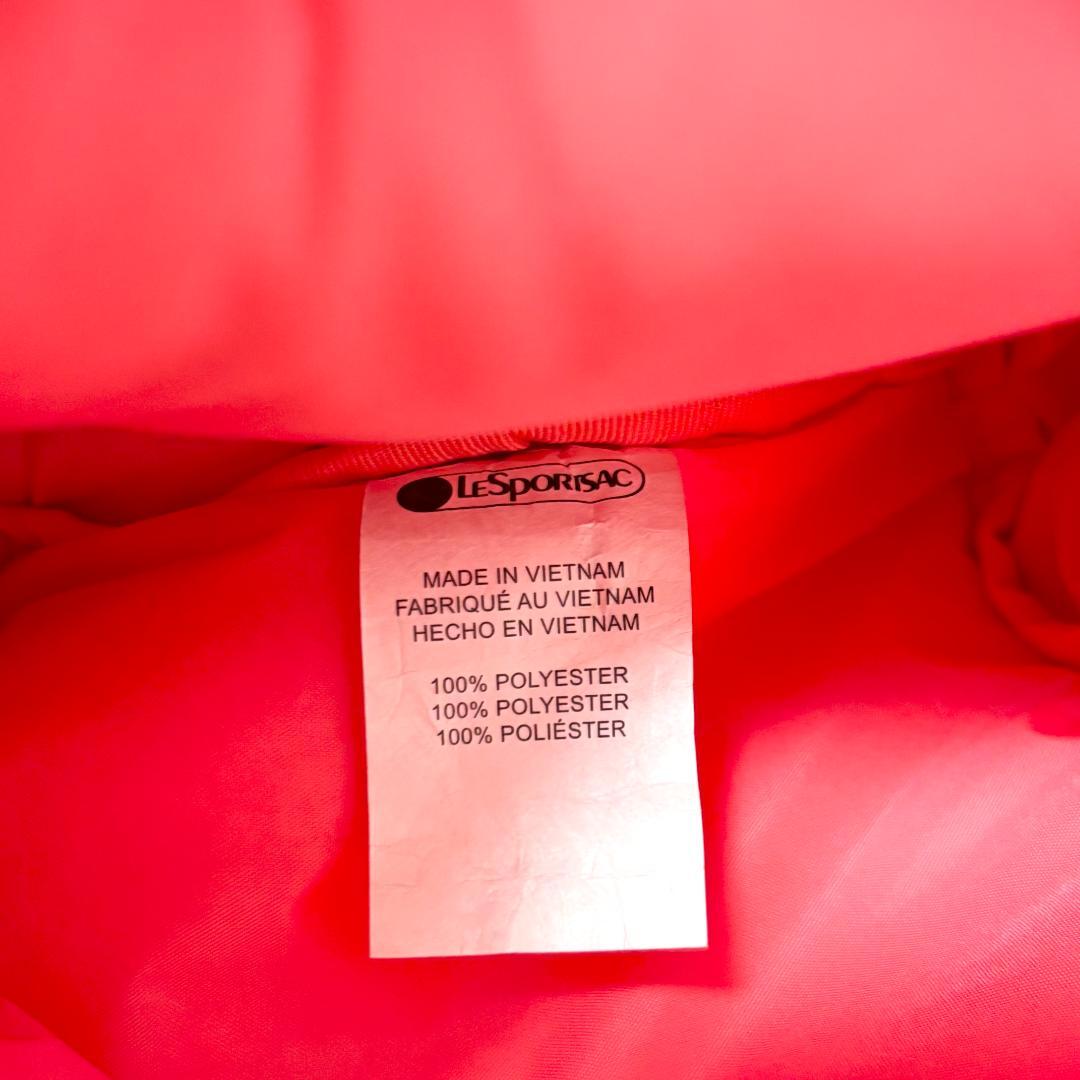 LeSportsac
MADE IN VIETNAM
FABRIQUÉ AU VIETNAM
HECHO EN VIETNAM
100% POLYESTER
100% POLYESTER
100% POLIÉSTER